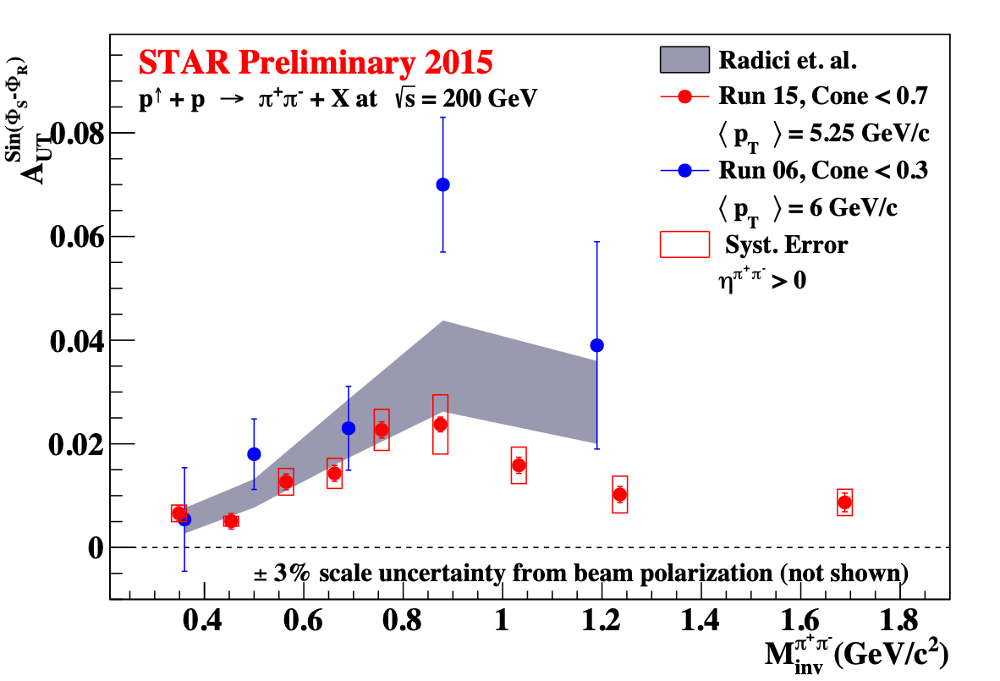 STAR Preliminary 2015
p↑ + p → π⁺π⁻ + X at √s = 200 GeV
Radici et. al.
Run 15, Cone < 0.7
⟨ p_T ⟩ = 5.25 GeV/c
Run 06, Cone < 0.3
⟨ p_T ⟩ = 6 GeV/c
Syst. Error
η^π⁺π⁻ > 0
A_UT^Sin(Φ_S-Φ_R)
0.08
0.06
0.04
0.02
0
± 3% scale uncertainty from beam polarization (not shown)
0.4 0.6 0.8 1 1.2 1.4 1.6 1.8
M_inv^π⁺π⁻(GeV/c²)